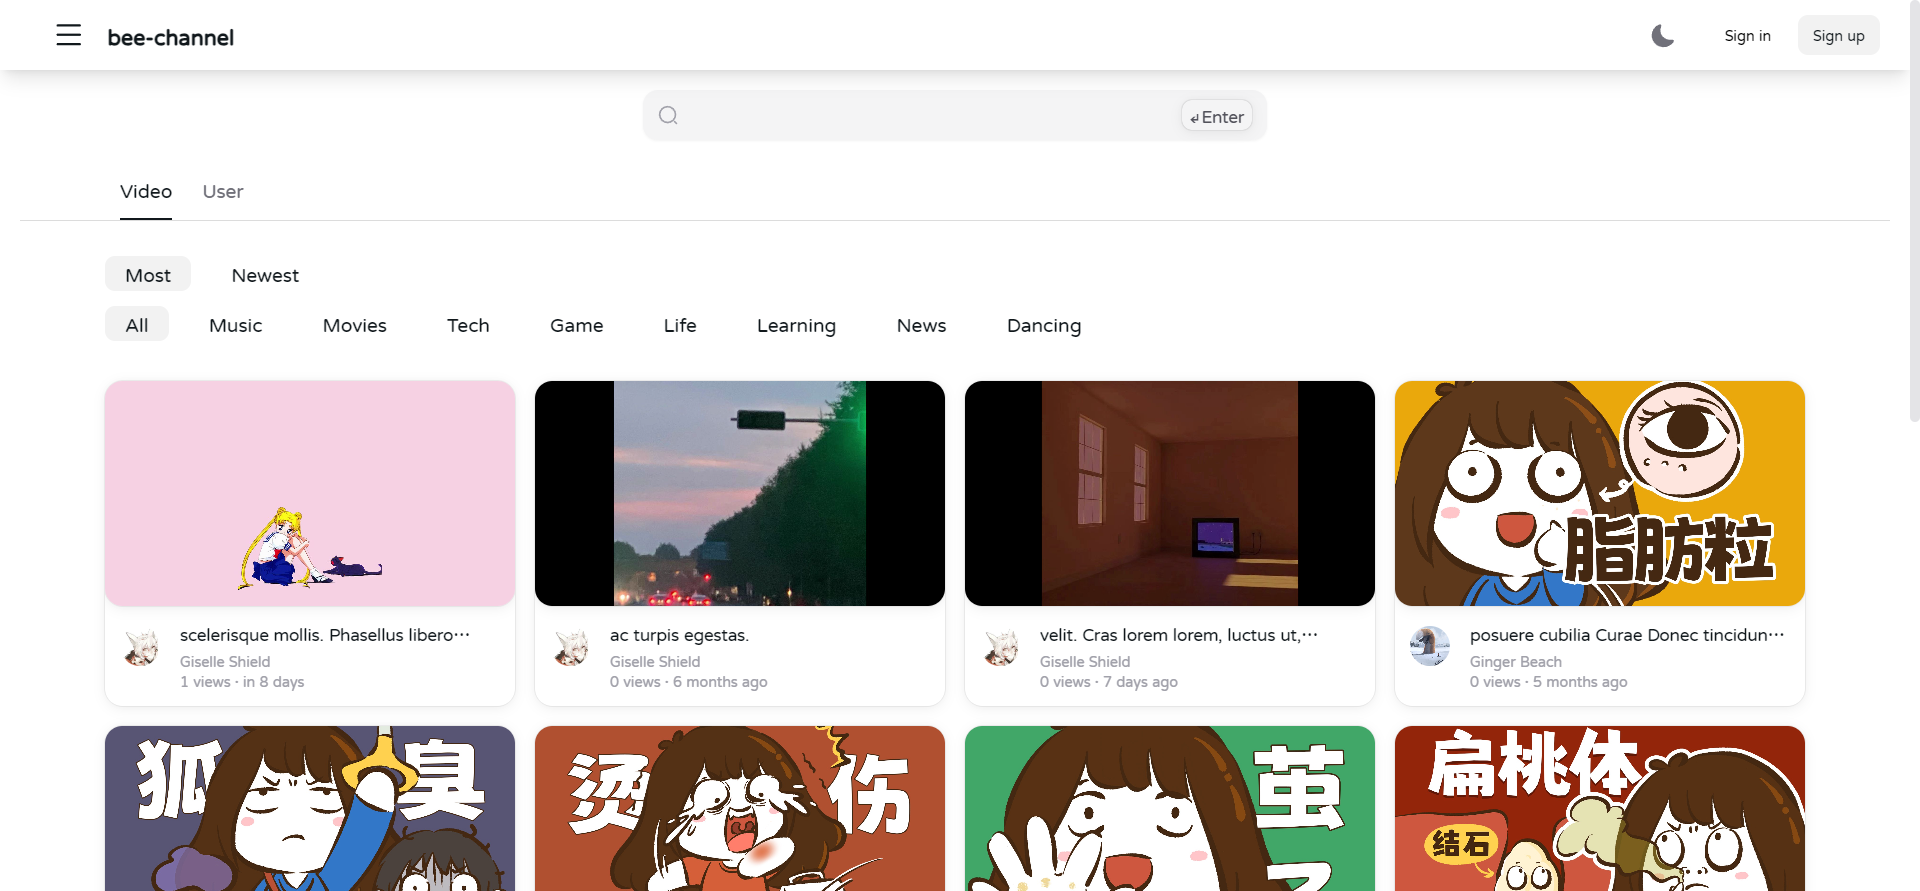 bee-channel
Sign in
Sign up
↲Enter
Video
User
Most
Newest
All
Music
Movies
Tech
Game
Life
Learning
News
Dancing
脂肪粒
scelerisque mollis. Phasellus libero···
Giselle Shield
1 views · in 8 days
ac turpis egestas.
Giselle Shield
0 views · 6 months ago
velit. Cras lorem lorem, luctus ut,···
Giselle Shield
0 views · 7 days ago
posuere cubilia Curae Donec tincidun···
Ginger Beach
0 views · 5 months ago
狐臭
烫伤
茧
扁桃体
结石